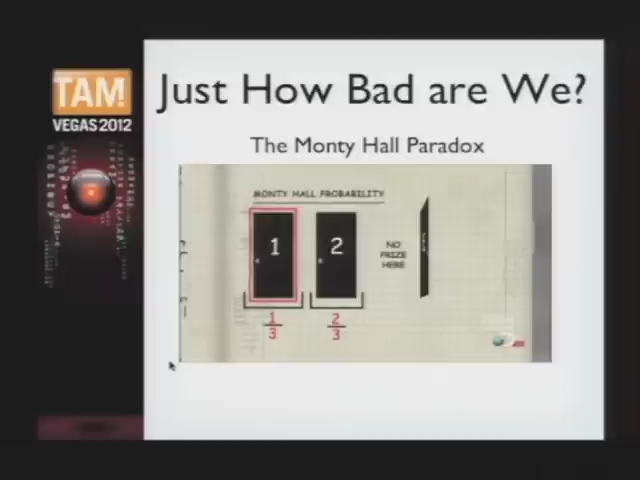 TAM!
VEGAS 2012
Just How Bad are We?
The Monty Hall Paradox
MONTY HALL PROBABILITY
1
2
NO
PRIZE
HERE
1
3
2
3